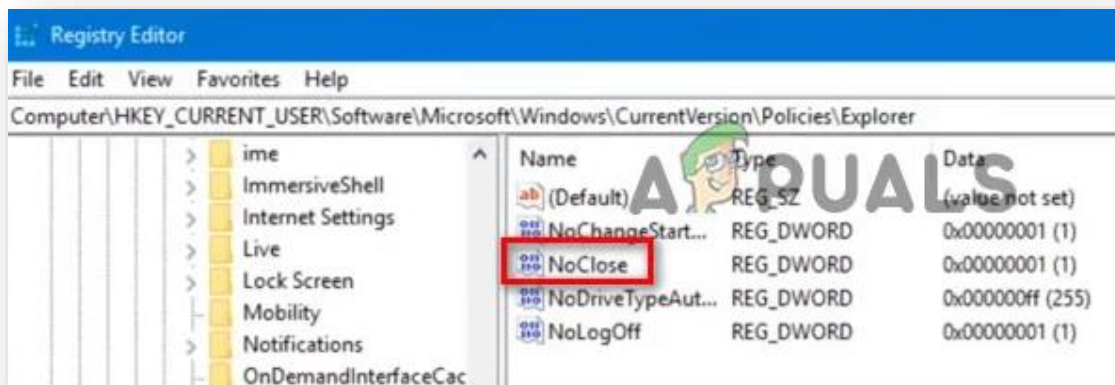 Registry Editor
File Edit View Favorites Help
Computer\HKEY_CURRENT_USER\Software\Microsoft\Windows\CurrentVersion\Policies\Explorer
ime
ImmersiveShell
Internet Settings
Live
Lock Screen
Mobility
Notifications
OnDemandInterfaceCac
Name Type Data
(Default) REG_SZ (value not set)
NoChangeStart... REG_DWORD 0x00000001 (1)
NoClose REG_DWORD 0x00000001 (1)
NoDriveTypeAut... REG_DWORD 0x000000ff (255)
NoLogOff REG_DWORD 0x00000001 (1)
APPUALS